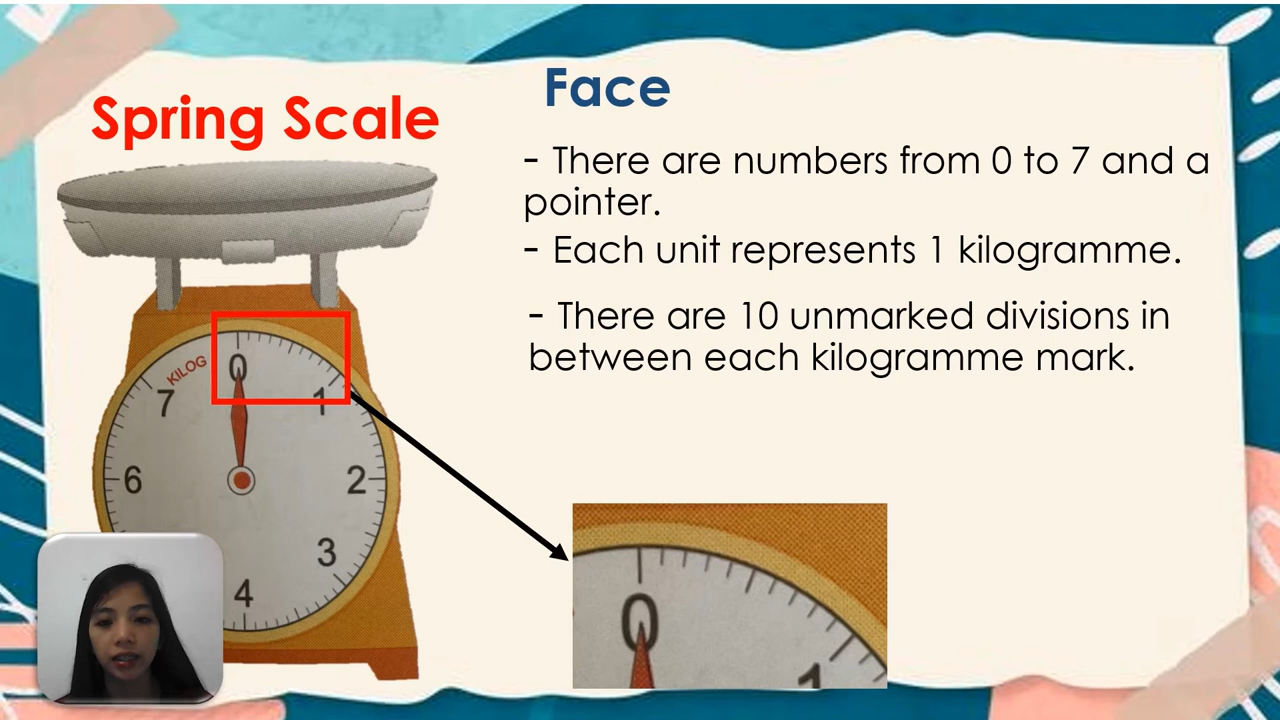 Spring Scale
Face
- There are numbers from 0 to 7 and a
pointer.
- Each unit represents 1 kilogramme.
- There are 10 unmarked divisions in
between each kilogramme mark.
KILOG
0
1
2
3
4
6
7
0
1